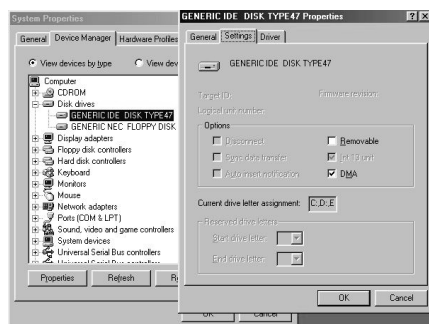 System Properties
General Device Manager Hardware Profiles
View devices by type View dev
Computer
CDROM
Disk drives
GENERIC IDE DISK TYPE47
GENERIC NEC FLOPPY DISK
Display adapters
Floppy disk controllers
Hard disk controllers
Keyboard
Monitors
Mouse
Network adapters
Ports (COM & LPT)
Sound, video and game controllers
System devices
Universal Serial Bus controllers
Universal Serial Bus controllers
Properties Refresh R
OK Cancel
GENERIC IDE DISK TYPE47 Properties
General Settings Driver
GENERIC IDE DISK TYPE47
Target ID: Firmware revision:
Logical unit number:
Options
Disconnect Removable
Sync data transfer Int 13 unit
Auto insert notification DMA
Current drive letter assignment: C:,D:,E
Reserved drive letters
Start drive letter:
End drive letter:
OK Cancel